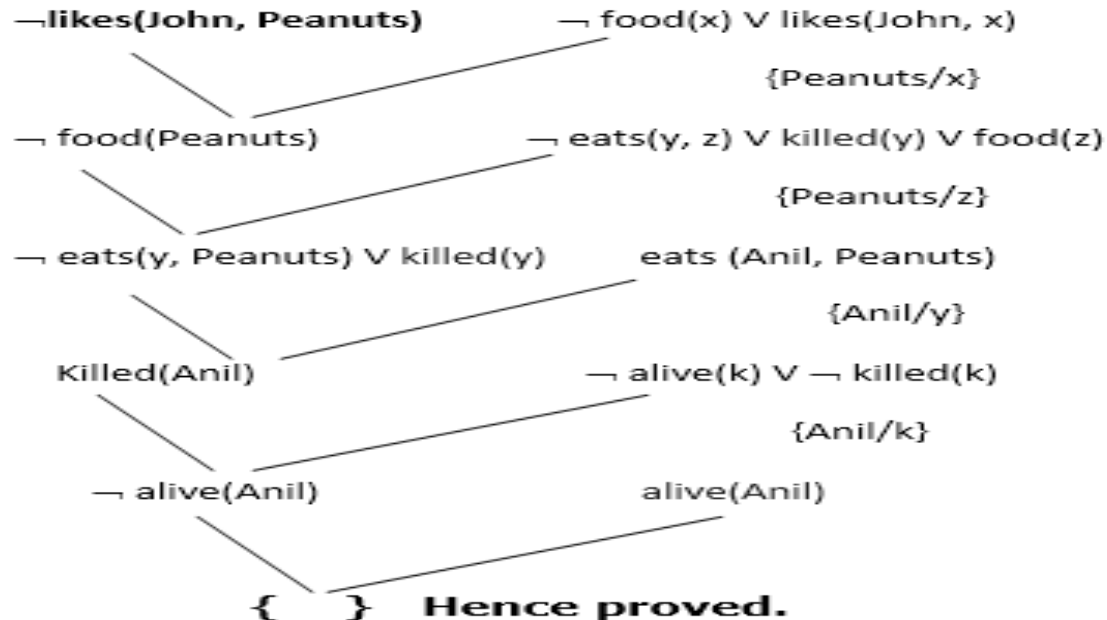 ¬likes(John, Peanuts) ¬ food(x) V likes(John, x)
{Peanuts/x}
¬ food(Peanuts) ¬ eats(y, z) V killed(y) V food(z)
{Peanuts/z}
¬ eats(y, Peanuts) V killed(y) eats (Anil, Peanuts)
{Anil/y}
Killed(Anil) ¬ alive(k) V ¬ killed(k)
{Anil/k}
¬ alive(Anil) alive(Anil)
{ } Hence proved.